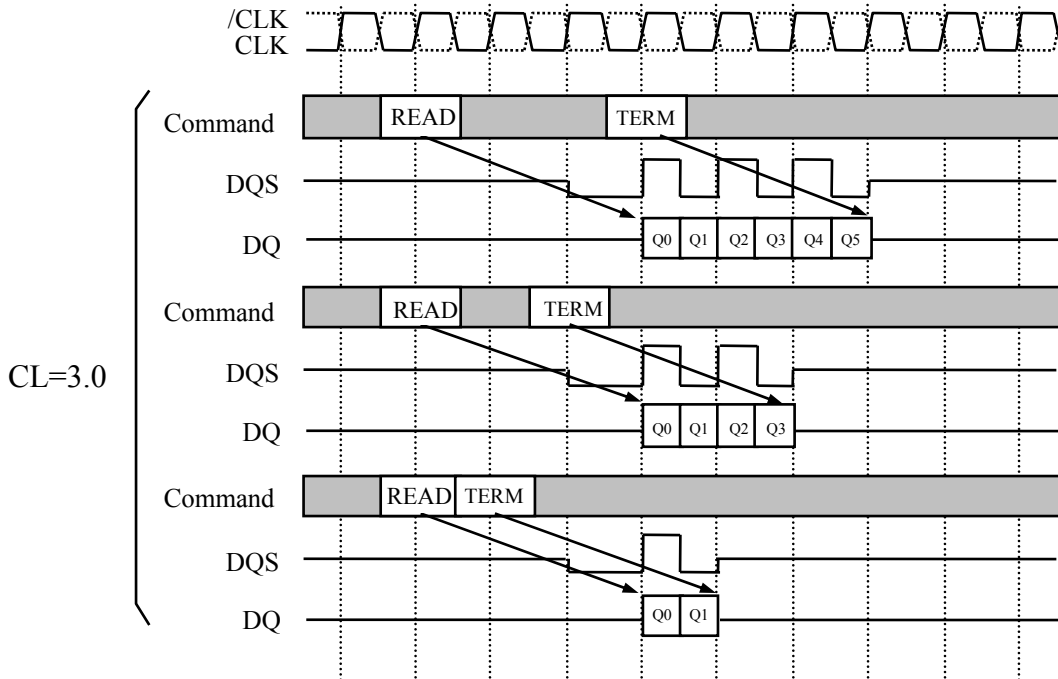 /CLK
CLK
Command READ TERM
DQS
DQ Q0 Q1 Q2 Q3 Q4 Q5
Command READ TERM
DQS
CL=3.0
DQ Q0 Q1 Q2 Q3
Command READ TERM
DQS
DQ Q0 Q1